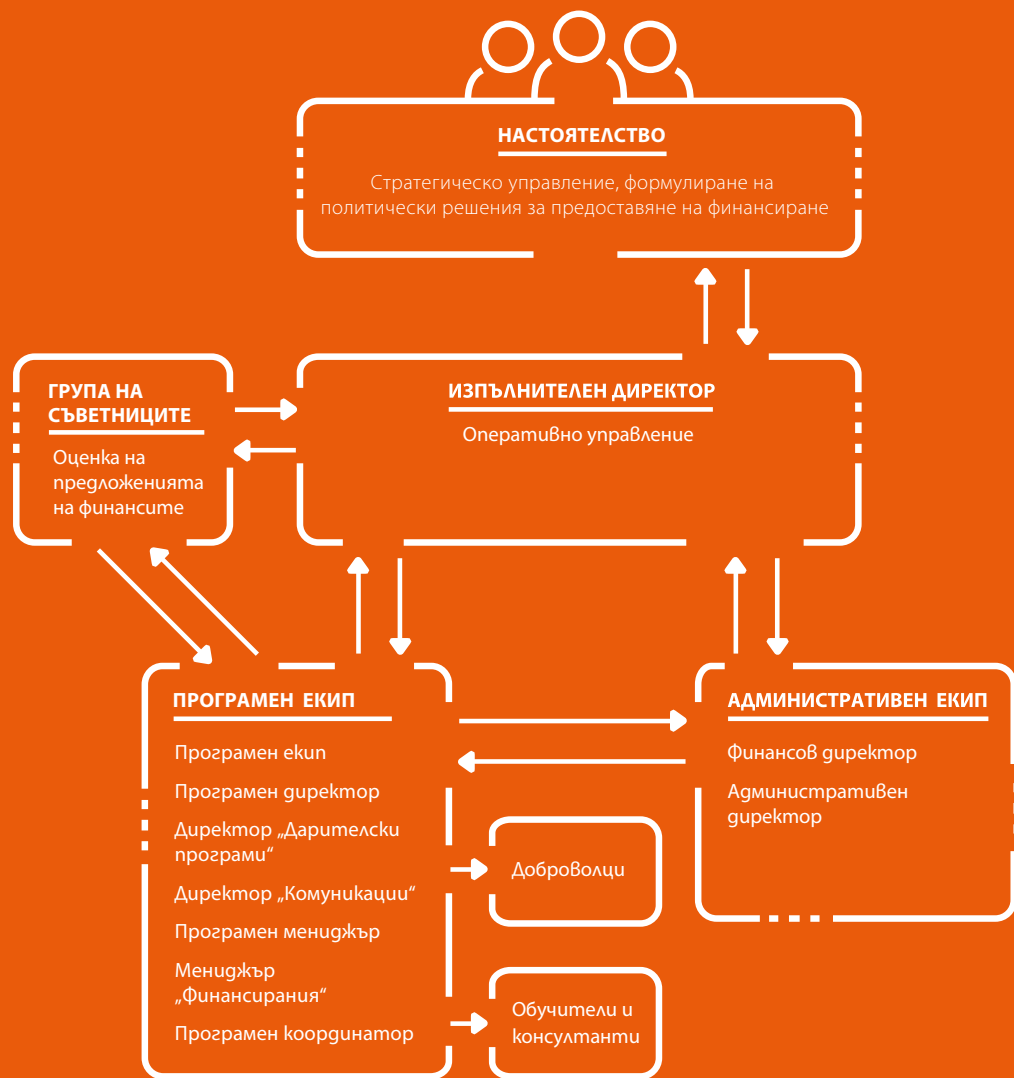 НАСТОЯТЕЛСТВО
Стратегическо управление, формулиране на
политически решения за предоставяне на финансиране
ГРУПА НА
СЪВЕТНИЦИТЕ
Оценка на
предложенията
на финансите
ИЗПЪЛНИТЕЛЕН ДИРЕКТОР
Оперативно управление
ПРОГРАМЕН ЕКИП
Програмен екип
Програмен директор
Директор „Дарителски
програми“
Директор „Комуникации“
Програмен мениджър
Мениджър
„Финансирания“
Програмен координатор
АДМИНИСТРАТИВЕН ЕКИП
Финансов директор
Административен
директор
Доброволци
Обучители и
консултанти